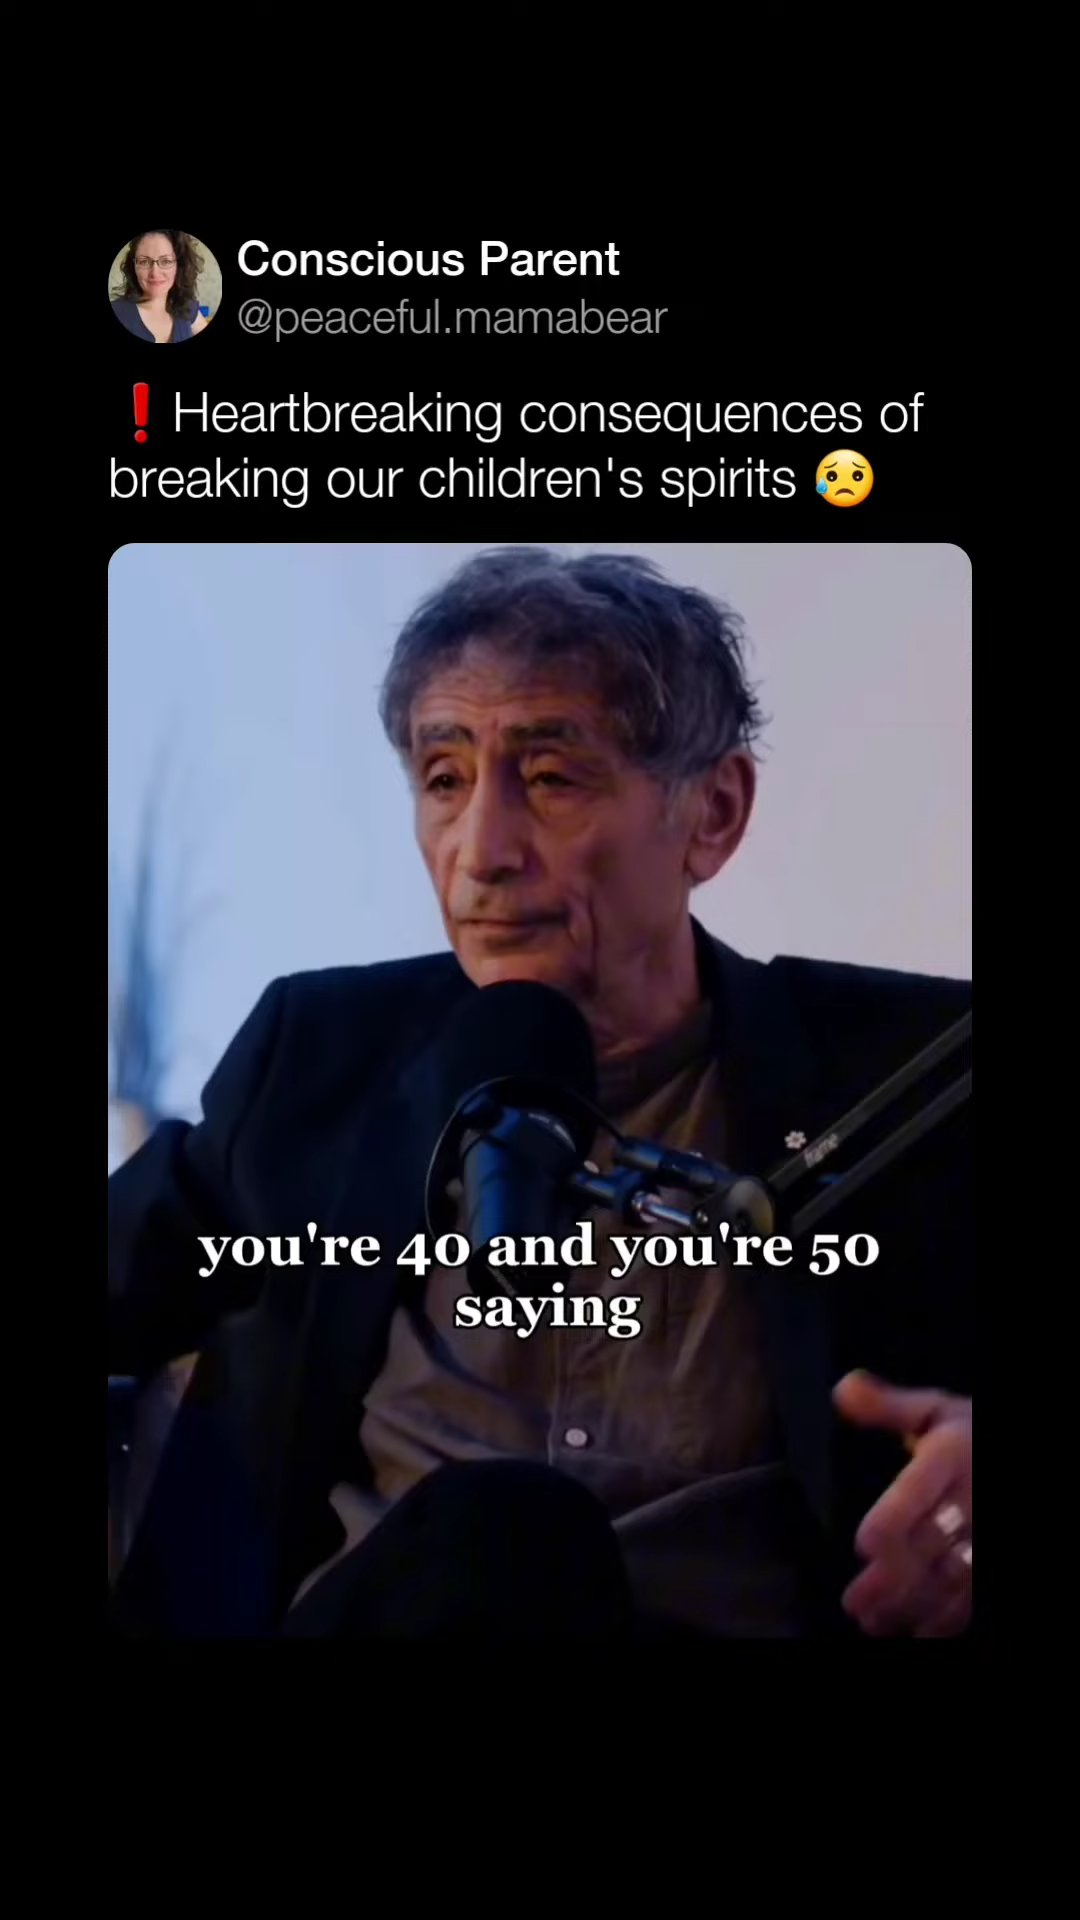 Conscious Parent
@peaceful.mamabear
❗Heartbreaking consequences of
breaking our children's spirits 😥
you're 40 and you're 50
saying
frame